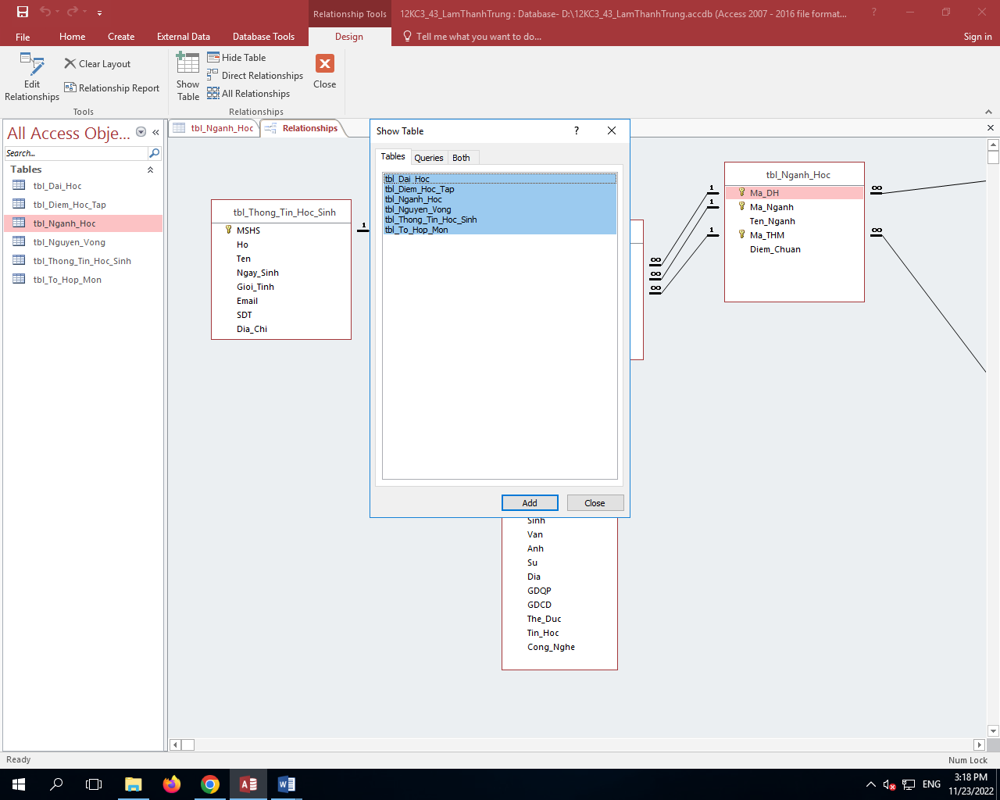 Relationship Tools
12KC3_43_LamThanhTrung : Database- D:\12KC3_43_LamThanhTrung.accdb (Access 2007 - 2016 file format...
?
File
Home
Create
External Data
Database Tools
Design
Tell me what you want to do...
Sign in
Edit
Relationships
Clear Layout
Relationship Report
Tools
Show
Table
Hide Table
Direct Relationships
All Relationships
Close
Relationships
All Access Obje...
Search...
Tables
tbl_Dai_Hoc
tbl_Diem_Hoc_Tap
tbl_Nganh_Hoc
tbl_Nguyen_Vong
tbl_Thong_Tin_Hoc_Sinh
tbl_To_Hop_Mon
tbl_Nganh_Hoc
Relationships
tbl_Thong_Tin_Hoc_Sinh
MSHS
Ho
Ten
Ngay_Sinh
Gioi_Tinh
Email
SDT
Dia_Chi
1
Show Table
?
Tables
Queries
Both
tbl_Dai_Hoc
tbl_Diem_Hoc_Tap
tbl_Nganh_Hoc
tbl_Nguyen_Vong
tbl_Thong_Tin_Hoc_Sinh
tbl_To_Hop_Mon
Add
Close
Sinh
Van
Anh
Su
Dia
GDQP
GDCD
The_Duc
Tin_Hoc
Cong_Nghe
∞
∞
∞
1
1
1
tbl_Nganh_Hoc
Ma_DH
Ma_Nganh
Ten_Nganh
Ma_THM
Diem_Chuan
∞
∞
Ready
Num Lock
ENG
3:18 PM
11/23/2022